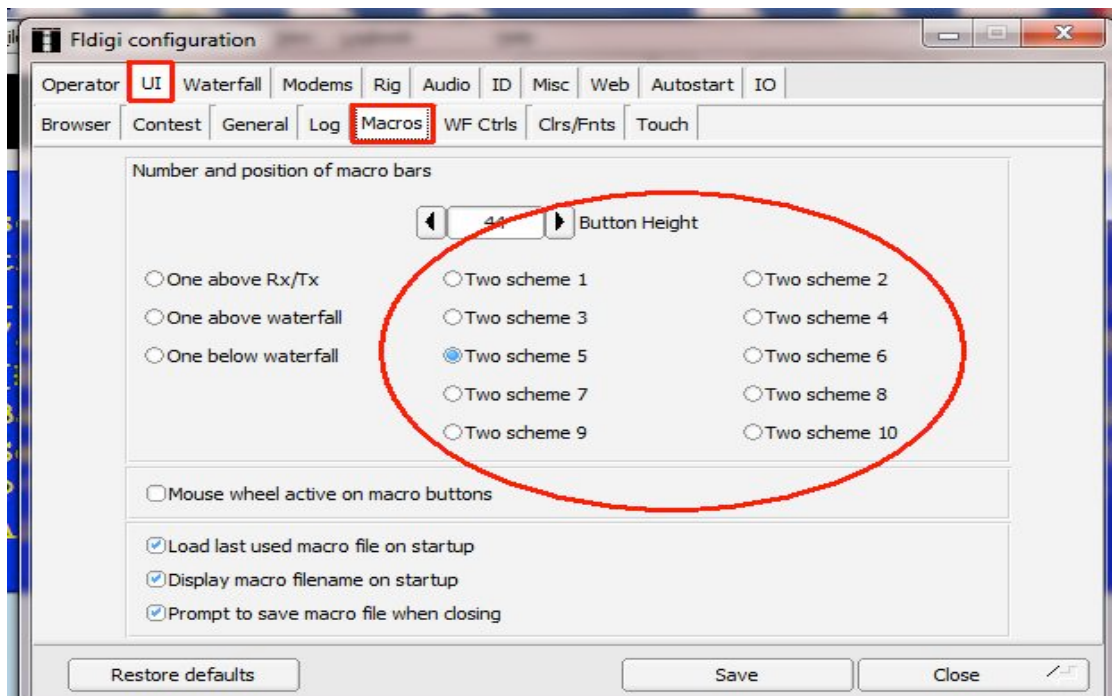 Fldigi configuration
Operator UI Waterfall Modems Rig Audio ID Misc Web Autostart IO
Browser Contest General Log Macros WF Ctrls Clrs/Fnts Touch
Number and position of macro bars
44 Button Height
One above Rx/Tx Two scheme 1 Two scheme 2
One above waterfall Two scheme 3 Two scheme 4
One below waterfall Two scheme 5 Two scheme 6
Two scheme 7 Two scheme 8
Two scheme 9 Two scheme 10
Mouse wheel active on macro buttons
Load last used macro file on startup
Display macro filename on startup
Prompt to save macro file when closing
Restore defaults Save Close